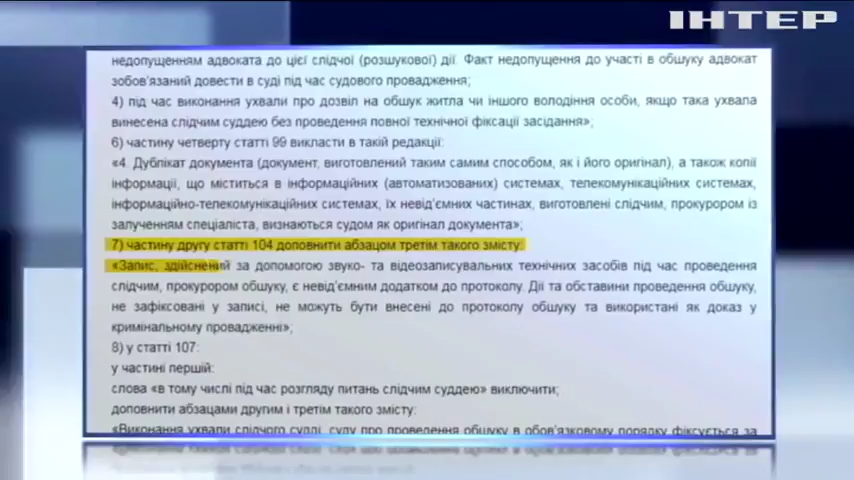 ІНТЕР
недопущенням адвоката до цієї слідчої (розшукової) дії. Факт недопущення до участі в обшуку адвокат
зобов'язаний довести в суді під час судового провадження;
4) під час виконання ухвали про дозвіл на обшук житла чи іншого володіння особи, якщо така ухвала
винесена слідчим суддею без проведення повної технічної фіксації засідання»;
6) частину четверту статті 99 викласти в такій редакції:
«4. Дублікат документа (документ, виготовлений таким самим способом, як і його оригінал), а також копії
інформації, що міститься в інформаційних (автоматизованих) системах, телекомунікаційних системах,
інформаційно-телекомунікаційних системах, їх невід'ємних частинах, виготовлені слідчим, прокурором із
залученням спеціаліста, визнаються судом як оригінал документа»;
7) частину другу статті 104 доповнити абзацом третім такого змісту:
«Запис, здійснений за допомогою звуко- та відеозаписувальних технічних засобів під час проведення
слідчим, прокурором обшуку, є невід'ємним додатком до протоколу. Дії та обставини проведення обшуку,
не зафіксовані у записі, не можуть бути внесені до протоколу обшуку та використані як доказ у
кримінальному провадженні»;
8) у статті 107:
у частині першій:
слова «в тому числі під час розгляду питань слідчим суддею» виключити;
доповнити абзацами другим і третім такого змісту:
«Виконання ухвали слідчого судді, суду про проведення обшуку в обов'язковому порядку фіксується за